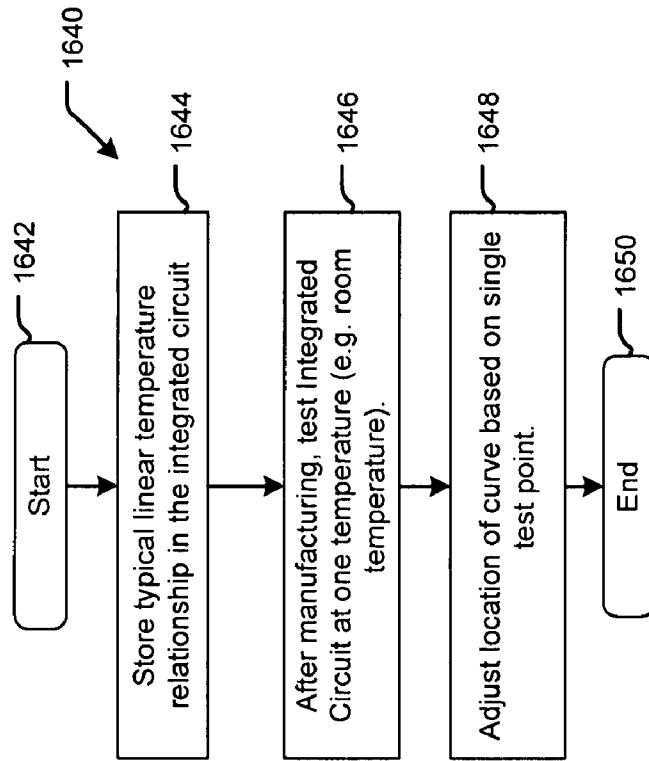 1640
Start
1642
Store typical linear temperature
relationship in the integrated circuit
1644
After manufacturing, test Integrated
Circuit at one temperature (e.g. room
temperature).
1646
Adjust location of curve based on single
test point.
1648
End
1650